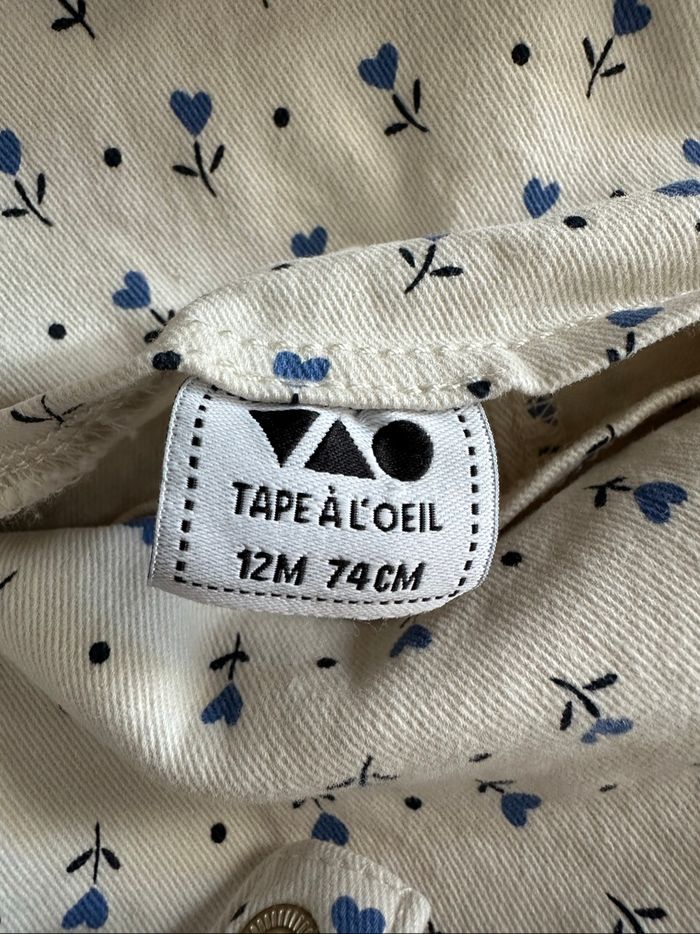 TAPE À L'OEIL
12M 74CM